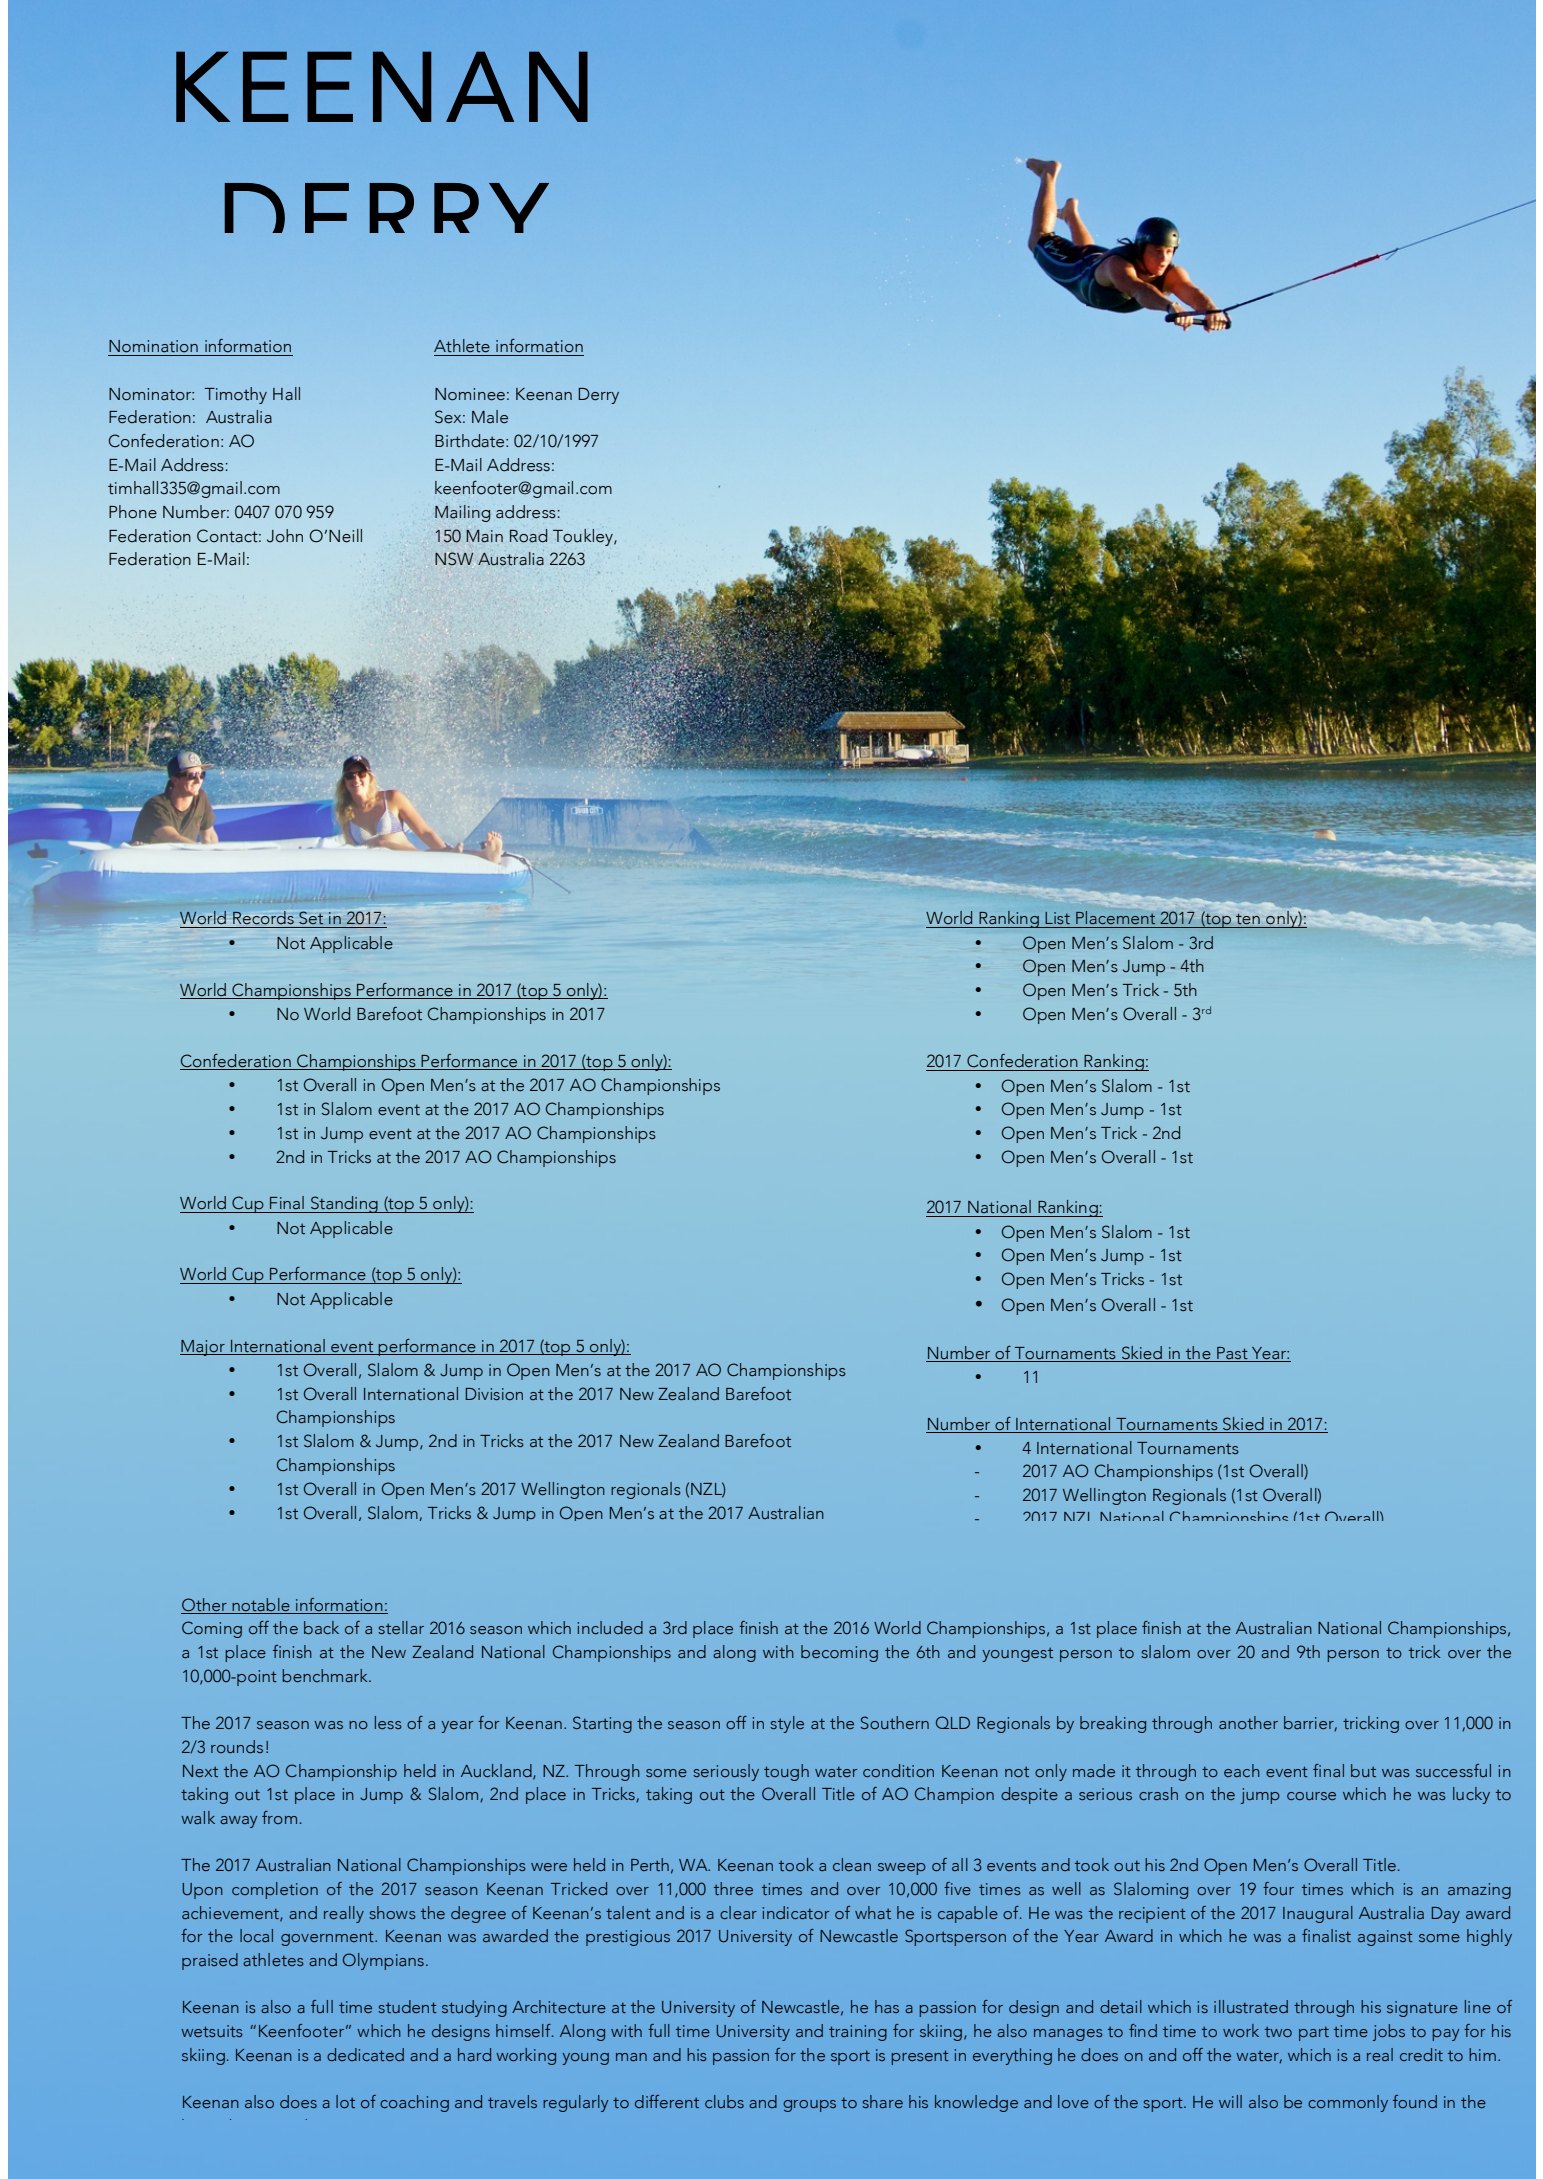 KEENAN
DERRY
Nomination information
Nominator:  Timothy Hall
Federation:  Australia
Confederation: AO
E-Mail Address:
timhall335@gmail.com
Phone Number: 0407 070 959
Federation Contact: John O’Neill
Federation E-Mail:
Athlete information
Nominee: Keenan Derry
Sex: Male
Birthdate: 02/10/1997
E-Mail Address:
keenfooter@gmail.com
Mailing address:
150 Main Road Toukley,
NSW Australia 2263
World Records Set in 2017:
• Not Applicable
World Championships Performance in 2017 (top 5 only):
• No World Barefoot Championships in 2017
Confederation Championships Performance in 2017 (top 5 only):
• 1st Overall in Open Men’s at the 2017 AO Championships
• 1st in Slalom event at the 2017 AO Championships
• 1st in Jump event at the 2017 AO Championships
• 2nd in Tricks at the 2017 AO Championships
World Cup Final Standing (top 5 only):
• Not Applicable
World Cup Performance (top 5 only):
• Not Applicable
Major International event performance in 2017 (top 5 only):
• 1st Overall, Slalom & Jump in Open Men’s at the 2017 AO Championships
• 1st Overall International Division at the 2017 New Zealand Barefoot
Championships
• 1st Slalom & Jump, 2nd in Tricks at the 2017 New Zealand Barefoot
Championships
• 1st Overall in Open Men’s 2017 Wellington regionals (NZL)
• 1st Overall, Slalom, Tricks & Jump in Open Men’s at the 2017 Australian
World Ranking List Placement 2017 (top ten only):
• Open Men’s Slalom - 3rd
• Open Men’s Jump - 4th
• Open Men’s Trick - 5th
• Open Men’s Overall - 3rd
2017 Confederation Ranking:
• Open Men’s Slalom - 1st
• Open Men’s Jump - 1st
• Open Men’s Trick - 2nd
• Open Men’s Overall - 1st
2017 National Ranking:
• Open Men’s Slalom - 1st
• Open Men’s Jump - 1st
• Open Men’s Tricks - 1st
• Open Men’s Overall - 1st
Number of Tournaments Skied in the Past Year:
• 11
Number of International Tournaments Skied in 2017:
• 4 International Tournaments
- 2017 AO Championships (1st Overall)
- 2017 Wellington Regionals (1st Overall)
- 2017 NZL National Championships (1st Overall)
Other notable information:
Coming off the back of a stellar 2016 season which included a 3rd place finish at the 2016 World Championships, a 1st place finish at the Australian National Championships,
a 1st place finish at the New Zealand National Championships and along with becoming the 6th and youngest person to slalom over 20 and 9th person to trick over the
10,000-point benchmark.
The 2017 season was no less of a year for Keenan. Starting the season off in style at the Southern QLD Regionals by breaking through another barrier, tricking over 11,000 in
2/3 rounds!
Next the AO Championship held in Auckland, NZ. Through some seriously tough water condition Keenan not only made it through to each event final but was successful in
taking out 1st place in Jump & Slalom, 2nd place in Tricks, taking out the Overall Title of AO Champion despite a serious crash on the jump course which he was lucky to
walk away from.
The 2017 Australian National Championships were held in Perth, WA. Keenan took a clean sweep of all 3 events and took out his 2nd Open Men’s Overall Title.
Upon completion of the 2017 season Keenan Tricked over 11,000 three times and over 10,000 five times as well as Slaloming over 19 four times which is an amazing
achievement, and really shows the degree of Keenan’s talent and is a clear indicator of what he is capable of. He was the recipient of the 2017 Inaugural Australia Day award
for the local government. Keenan was awarded the prestigious 2017 University of Newcastle Sportsperson of the Year Award in which he was a finalist against some highly
praised athletes and Olympians.
Keenan is also a full time student studying Architecture at the University of Newcastle, he has a passion for design and detail which is illustrated through his signature line of
wetsuits “Keenfooter” which he designs himself. Along with full time University and training for skiing, he also manages to find time to work two part time jobs to pay for his
skiing. Keenan is a dedicated and a hard working young man and his passion for the sport is present in everything he does on and off the water, which is a real credit to him.
Keenan also does a lot of coaching and travels regularly to different clubs and groups to share his knowledge and love of the sport. He will also be commonly found in the